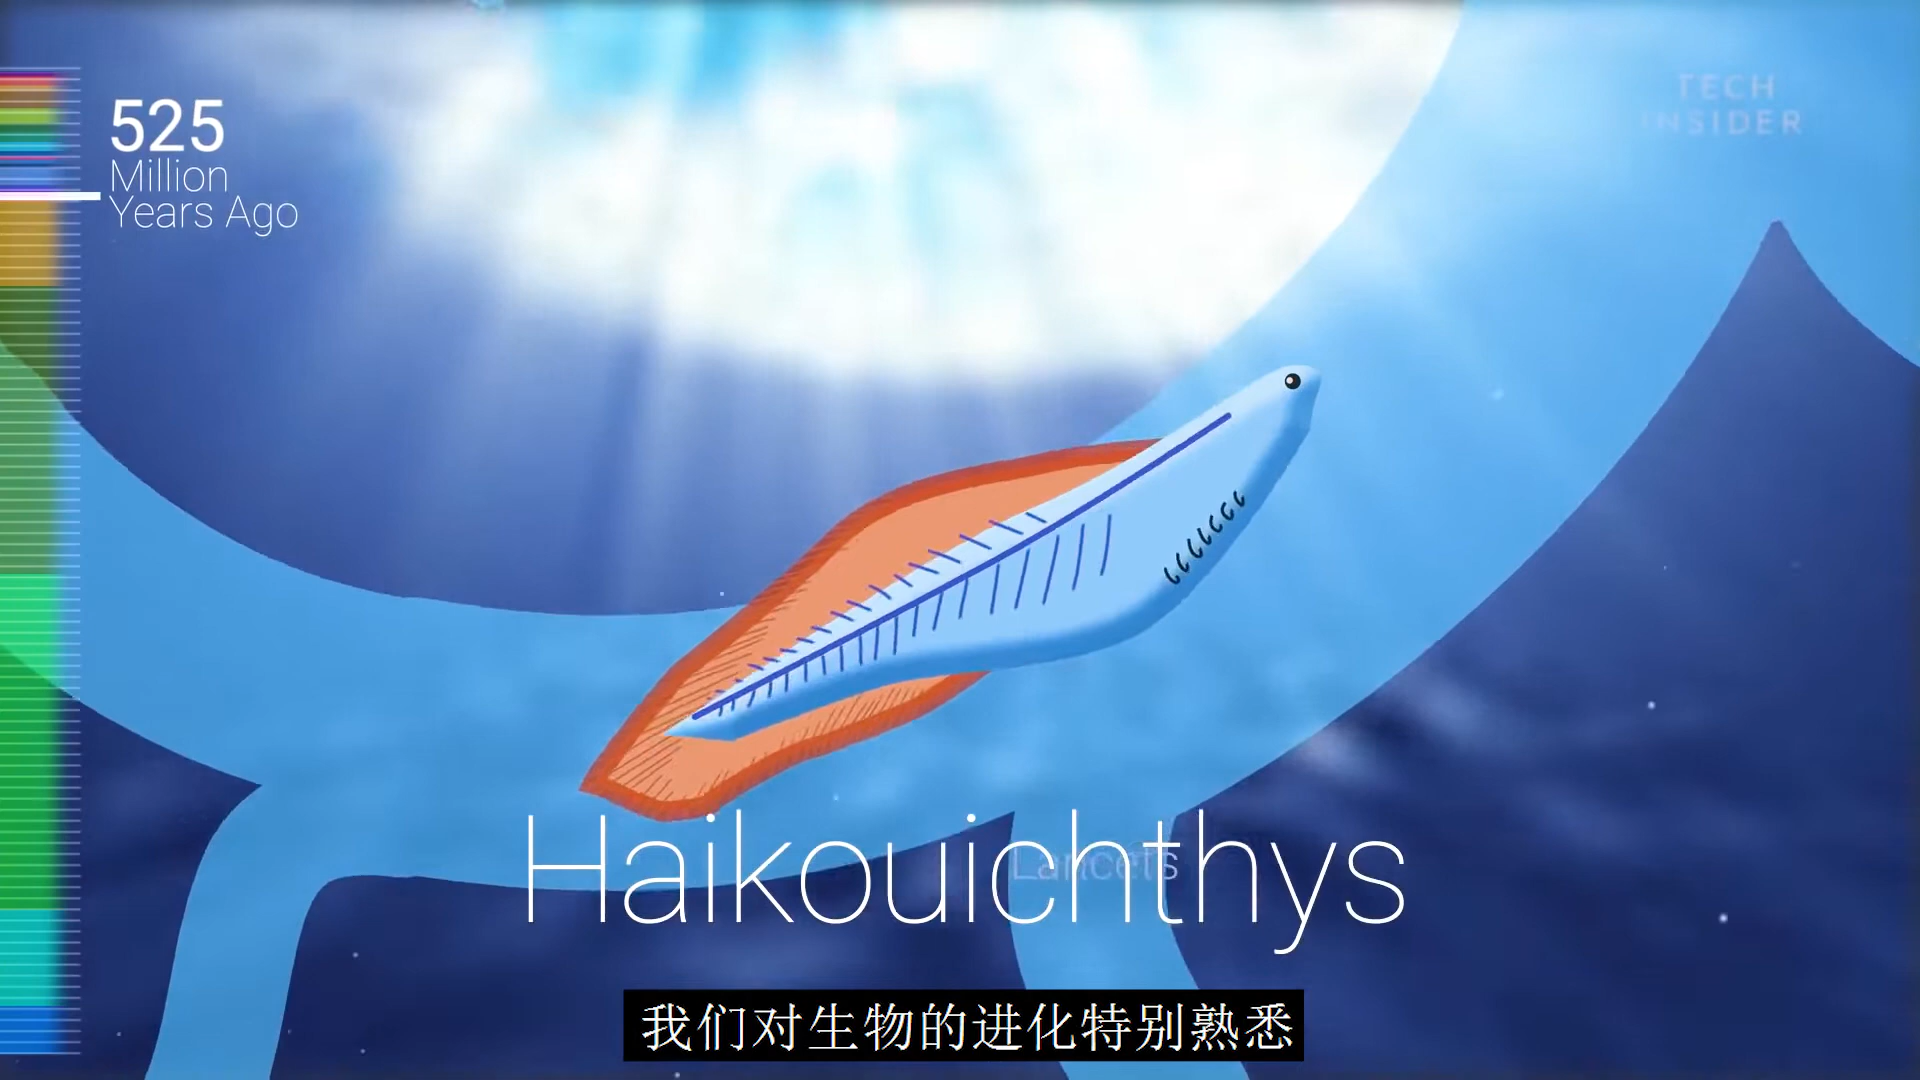 525
Million
Years Ago
TECH
INSIDER
Lancets
Haikouichthys
我们对生物的进化特别熟悉